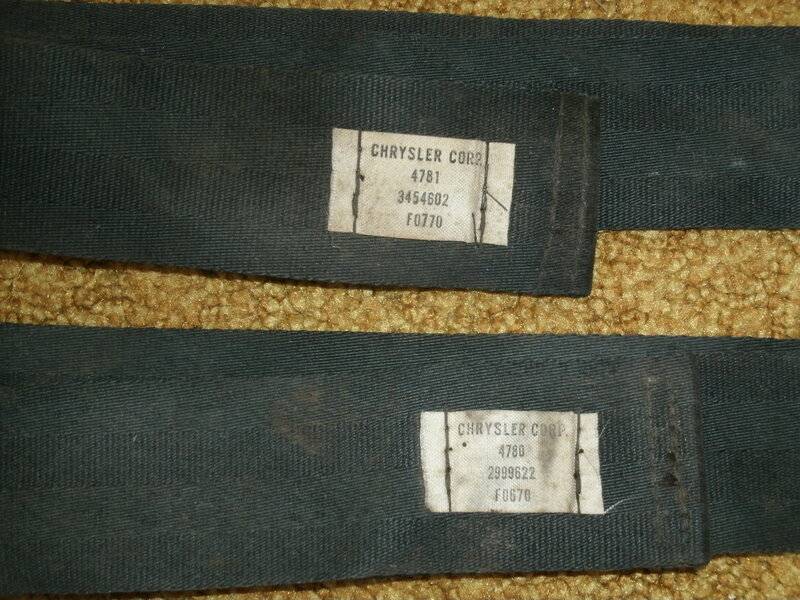 CHRYSLER CORP.
4781
3454602
F0770
CHRYSLER CORP.
4780
2999622
F0670